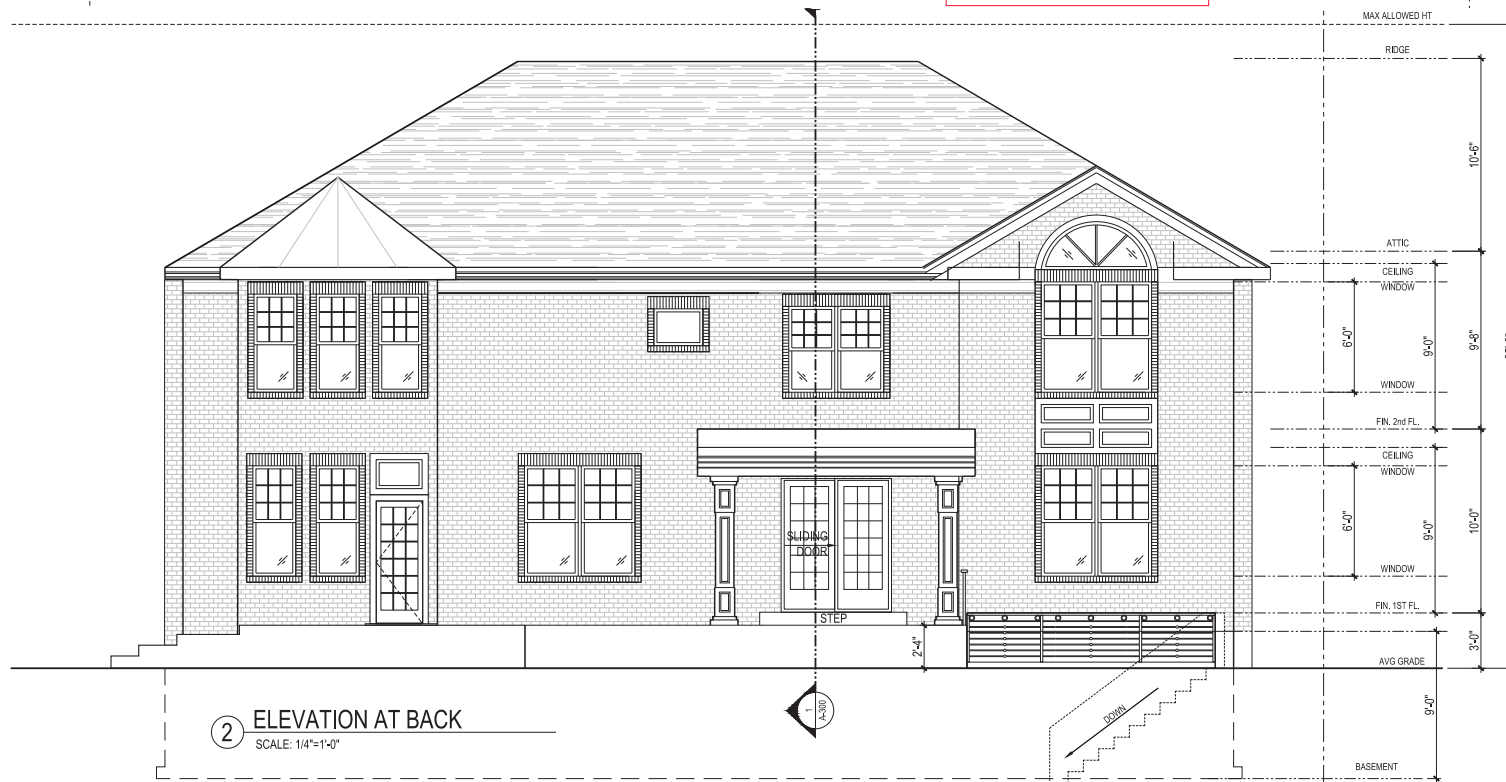 MAX ALLOWED HT
RIDGE
10'-6"
ATTIC
CEILING
WINDOW
6'-0"
9'-0"
9'-8"
WINDOW
FIN. 2nd FL.
CEILING
WINDOW
6'-0"
9'-0"
10'-0"
SLIDING
DOOR
WINDOW
FIN. 1ST FL.
STEP
2'-4"
3'-0"
AVG GRADE
9'-0"
DOWN
1
A-300
2
ELEVATION AT BACK
SCALE: 1/4"=1'-0"
BASEMENT